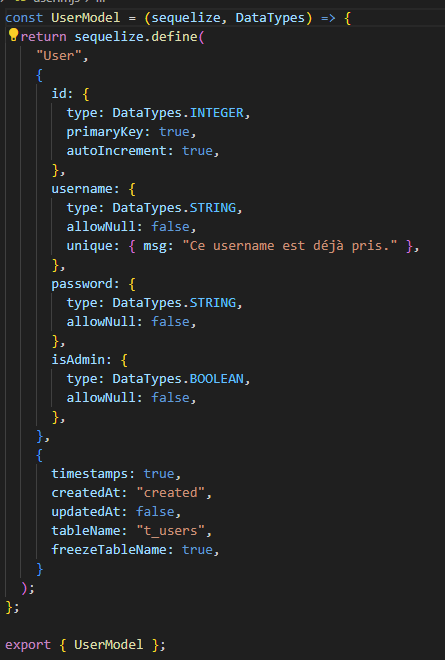 const UserModel = (sequelize, DataTypes) => {
  return sequelize.define(
    "User",
    {
      id: {
        type: DataTypes.INTEGER,
        primaryKey: true,
        autoIncrement: true,
      },
      username: {
        type: DataTypes.STRING,
        allowNull: false,
        unique: { msg: "Ce username est déjà pris." },
      },
      password: {
        type: DataTypes.STRING,
        allowNull: false,
      },
      isAdmin: {
        type: DataTypes.BOOLEAN,
        allowNull: false,
      },
    },
    {
      timestamps: true,
      createdAt: "created",
      updatedAt: false,
      tableName: "t_users",
      freezeTableName: true,
    }
  );
};

export { UserModel };